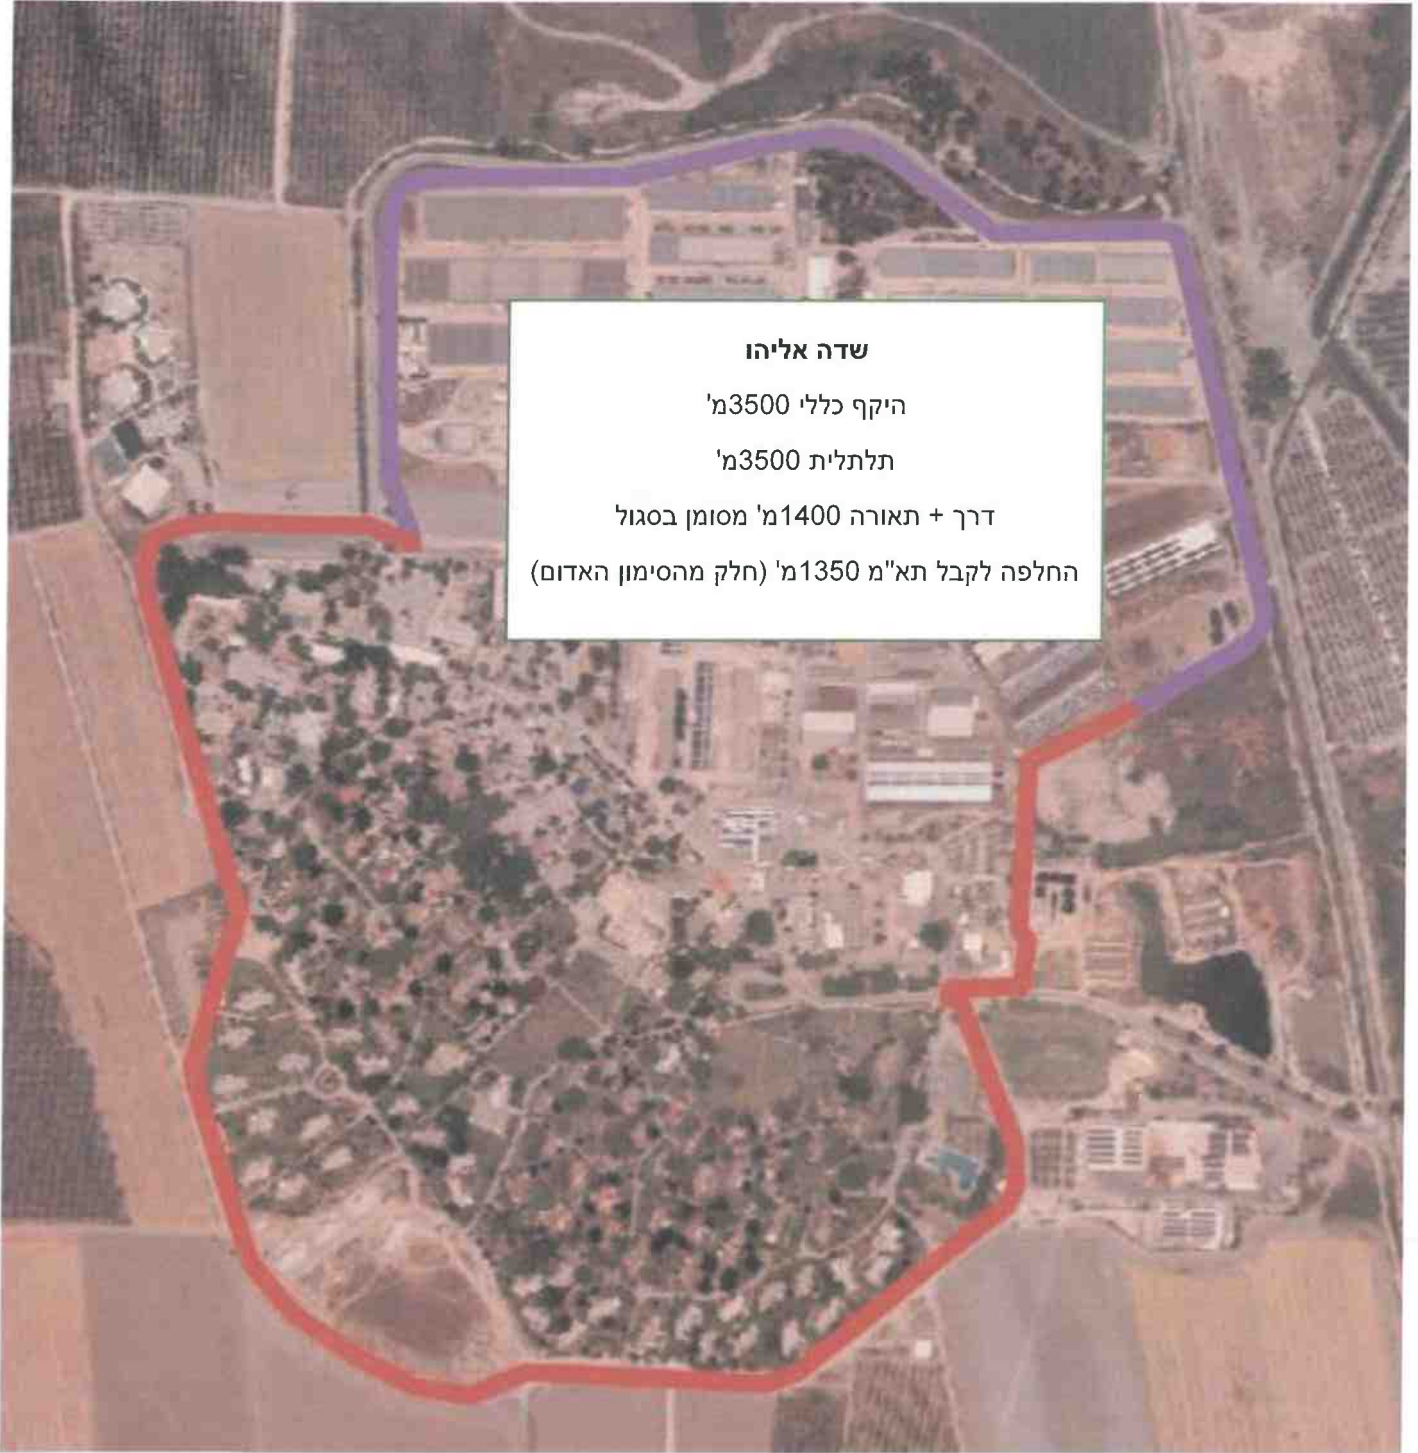 שדה אליהו
היקף כללי 3500מ'
תלתלית 3500מ'
דרך + תאורה 1400מ' מסומן בסגול
החלפה לקבל תא"מ 1350מ' (חלק מהסימון האדום)